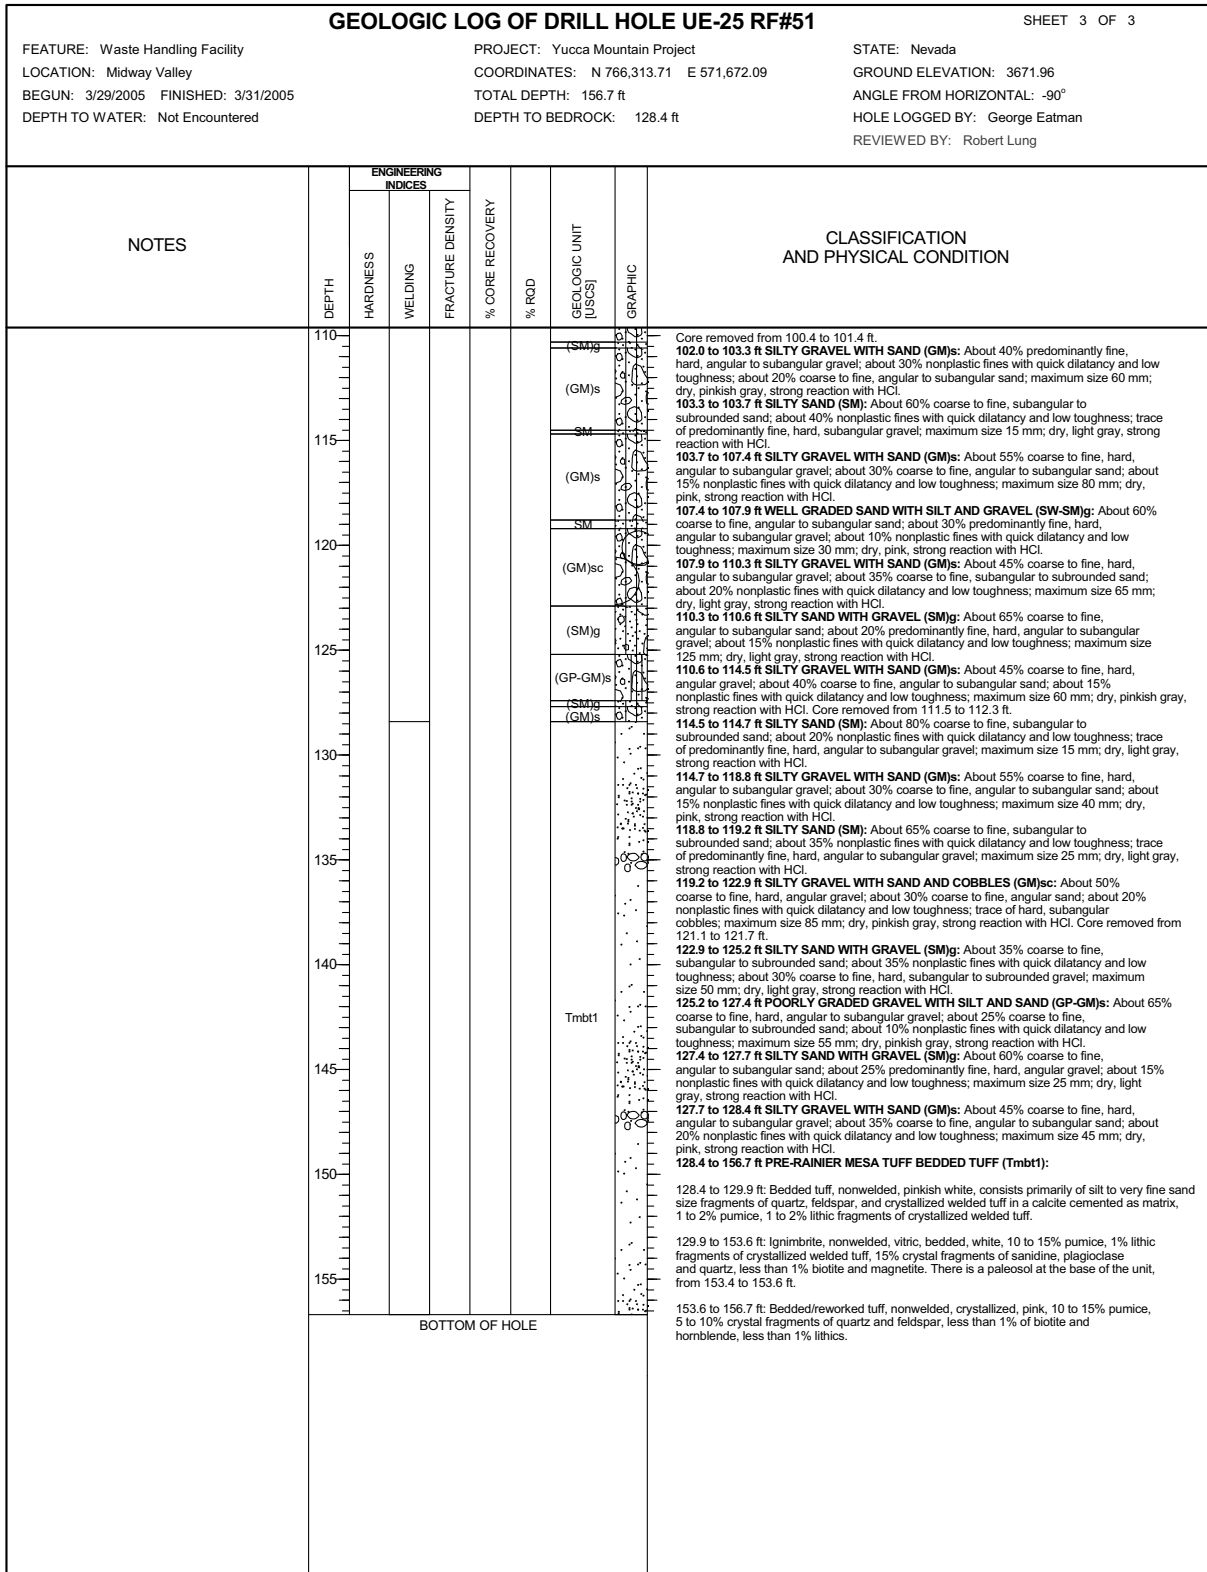 GEOLOGIC LOG OF DRILL HOLE UE-25 RF#51
SHEET 3 OF 3
FEATURE: Waste Handling Facility
PROJECT: Yucca Mountain Project
STATE: Nevada
LOCATION: Midway Valley
COORDINATES: N 766,313.71 E 571,672.09
GROUND ELEVATION: 3671.96
BEGUN: 3/29/2005 FINISHED: 3/31/2005
TOTAL DEPTH: 156.7 ft
ANGLE FROM HORIZONTAL: -90°
DEPTH TO WATER: Not Encountered
DEPTH TO BEDROCK: 128.4 ft
HOLE LOGGED BY: George Eatman
REVIEWED BY: Robert Lung
NOTES
DEPTH
ENGINEERING
INDICES
HARDNESS
WELDING
FRACTURE DENSITY
% CORE RECOVERY
% RQD
GEOLOGIC UNIT
[USCS]
GRAPHIC
CLASSIFICATION
AND PHYSICAL CONDITION
110
115
120
125
130
135
140
145
150
155
(SM)g
(GM)s
SM
(GM)s
SM
(GM)sc
(SM)g
(GP-GM)s
(SM)g
(GM)s
Tmbt1
BOTTOM OF HOLE
Core removed from 100.4 to 101.4 ft.
102.0 to 103.3 ft SILTY GRAVEL WITH SAND (GM)s: About 40% predominantly fine,
hard, angular to subangular gravel; about 30% nonplastic fines with quick dilatancy and low
toughness; about 20% coarse to fine, angular to subangular sand; maximum size 60 mm;
dry, pinkish gray, strong reaction with HCl.
103.3 to 103.7 ft SILTY SAND (SM): About 60% coarse to fine, subangular to
subrounded sand; about 40% nonplastic fines with quick dilatancy and low toughness; trace
of predominantly fine, hard, subangular gravel; maximum size 15 mm; dry, light gray, strong
reaction with HCl.
103.7 to 107.4 ft SILTY GRAVEL WITH SAND (GM)s: About 55% coarse to fine, hard,
angular to subangular gravel; about 30% coarse to fine, angular to subangular sand; about
15% nonplastic fines with quick dilatancy and low toughness; maximum size 80 mm; dry,
pink, strong reaction with HCl.
107.4 to 107.9 ft WELL GRADED SAND WITH SILT AND GRAVEL (SW-SM)g: About 60%
coarse to fine, angular to subangular sand; about 30% predominantly fine, hard,
angular to subangular gravel; about 10% nonplastic fines with quick dilatancy and low
toughness; maximum size 30 mm; dry, pink, strong reaction with HCl.
107.9 to 110.3 ft SILTY GRAVEL WITH SAND (GM)s: About 45% coarse to fine, hard,
angular to subangular gravel; about 35% coarse to fine, subangular to subrounded sand;
about 20% nonplastic fines with quick dilatancy and low toughness; maximum size 65 mm;
dry, light gray, strong reaction with HCl.
110.3 to 110.6 ft SILTY SAND WITH GRAVEL (SM)g: About 65% coarse to fine,
angular to subangular sand; about 20% predominantly fine, hard, angular to subangular
gravel; about 15% nonplastic fines with quick dilatancy and low toughness; maximum size
125 mm; dry, light gray, strong reaction with HCl.
110.6 to 114.5 ft SILTY GRAVEL WITH SAND (GM)s: About 45% coarse to fine, hard,
angular gravel; about 40% coarse to fine, angular to subangular sand; about 15%
nonplastic fines with quick dilatancy and low toughness; maximum size 60 mm; dry, pinkish gray,
strong reaction with HCl. Core removed from 111.5 to 112.3 ft.
114.5 to 114.7 ft SILTY SAND (SM): About 80% coarse to fine, subangular to
subrounded sand; about 20% nonplastic fines with quick dilatancy and low toughness; trace
of predominantly fine, hard, angular to subangular gravel; maximum size 15 mm; dry, light gray,
strong reaction with HCl.
114.7 to 118.8 ft SILTY GRAVEL WITH SAND (GM)s: About 55% coarse to fine, hard,
angular to subangular gravel; about 30% coarse to fine, angular to subangular sand; about
15% nonplastic fines with quick dilatancy and low toughness; maximum size 40 mm; dry,
pink, strong reaction with HCl.
118.8 to 119.2 ft SILTY SAND (SM): About 65% coarse to fine, subangular to
subrounded sand; about 35% nonplastic fines with quick dilatancy and low toughness; trace
of predominantly fine, hard, angular to subangular gravel; maximum size 25 mm; dry, light gray,
strong reaction with HCl.
119.2 to 122.9 ft SILTY GRAVEL WITH SAND AND COBBLES (GM)sc: About 50%
coarse to fine, hard, angular gravel; about 30% coarse to fine, angular sand; about 20%
nonplastic fines with quick dilatancy and low toughness; trace of hard, subangular
cobbles; maximum size 85 mm; dry, pinkish gray, strong reaction with HCl. Core removed from
121.1 to 121.7 ft.
122.9 to 125.2 ft SILTY SAND WITH GRAVEL (SM)g: About 35% coarse to fine,
subangular to subrounded sand; about 35% nonplastic fines with quick dilatancy and low
toughness; about 30% coarse to fine, hard, subangular to subrounded gravel; maximum
size 50 mm; dry, light gray, strong reaction with HCl.
125.2 to 127.4 ft POORLY GRADED GRAVEL WITH SILT AND SAND (GP-GM)s: About 65%
coarse to fine, hard, angular to subangular gravel; about 25% coarse to fine,
subangular to subrounded sand; about 10% nonplastic fines with quick dilatancy and low
toughness; maximum size 55 mm; dry, pinkish gray, strong reaction with HCl.
127.4 to 127.7 ft SILTY SAND WITH GRAVEL (SM)g: About 60% coarse to fine,
angular to subangular sand; about 25% predominantly fine, hard, angular gravel; about 15%
nonplastic fines with quick dilatancy and low toughness; maximum size 25 mm; dry, light
gray, strong reaction with HCl.
127.7 to 128.4 ft SILTY GRAVEL WITH SAND (GM)s: About 45% coarse to fine, hard,
angular to subangular gravel; about 35% coarse to fine, angular to subangular sand; about
20% nonplastic fines with quick dilatancy and low toughness; maximum size 45 mm; dry,
pink, strong reaction with HCl.
128.4 to 156.7 ft PRE-RAINIER MESA TUFF BEDDED TUFF (Tmbt1):
128.4 to 129.9 ft: Bedded tuff, nonwelded, pinkish white, consists primarily of silt to very fine sand
size fragments of quartz, feldspar, and crystallized welded tuff in a calcite cemented as matrix,
1 to 2% pumice, 1 to 2% lithic fragments of crystallized welded tuff.
129.9 to 153.6 ft: Ignimbrite, nonwelded, vitric, bedded, white, 10 to 15% pumice, 1% lithic
fragments of crystallized welded tuff, 15% crystal fragments of sanidine, plagioclase
and quartz, less than 1% biotite and magnetite. There is a paleosol at the base of the unit,
from 153.4 to 153.6 ft.
153.6 to 156.7 ft: Bedded/reworked tuff, nonwelded, crystallized, pink, 10 to 15% pumice,
5 to 10% crystal fragments of quartz and feldspar, less than 1% of biotite and
hornblende, less than 1% lithics.